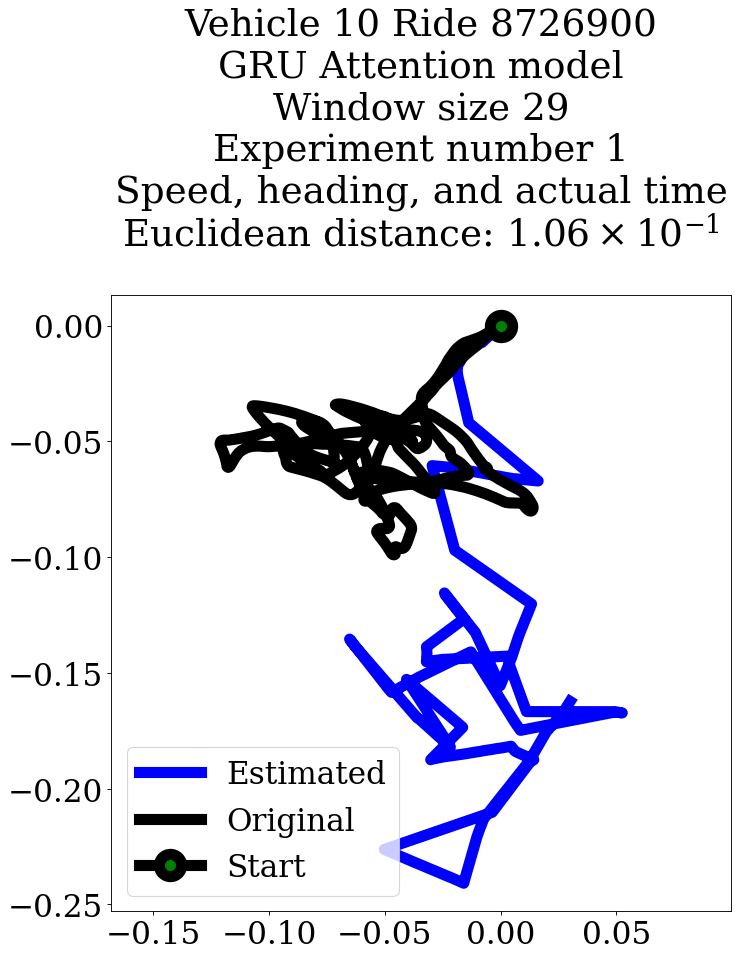 Vehicle 10 Ride 8726900
GRU Attention model
Window size 29
Experiment number 1
Speed, heading, and actual time
Euclidean distance: 1.06 × 10⁻¹
0.00
−0.05
−0.10
−0.15
−0.20
−0.25
Estimated
Original
Start
−0.15 −0.10 −0.05 0.00 0.05